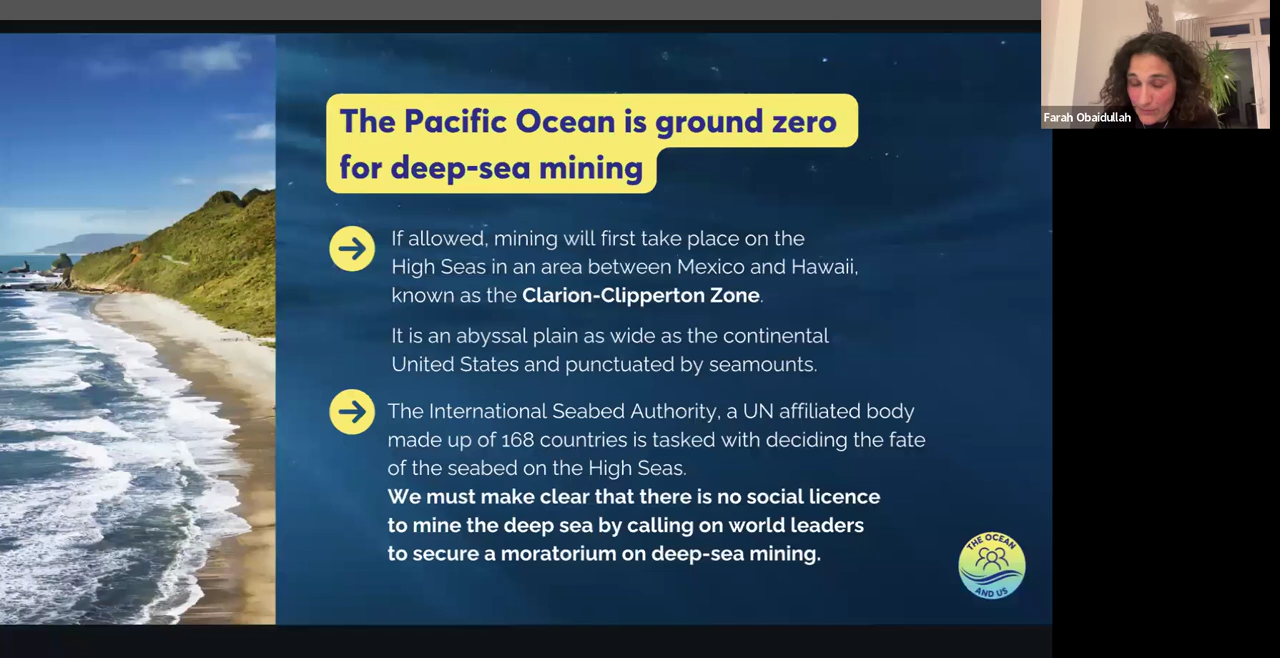 The Pacific Ocean is ground zero
for deep-sea mining
If allowed, mining will first take place on the
High Seas in an area between Mexico and Hawaii,
known as the Clarion-Clipperton Zone.
It is an abyssal plain as wide as the continental
United States and punctuated by seamounts.
The International Seabed Authority, a UN affiliated body
made up of 168 countries is tasked with deciding the fate
of the seabed on the High Seas.
We must make clear that there is no social licence
to mine the deep sea by calling on world leaders
to secure a moratorium on deep-sea mining.
THE OCEAN
AND US
Farah Obaidullah